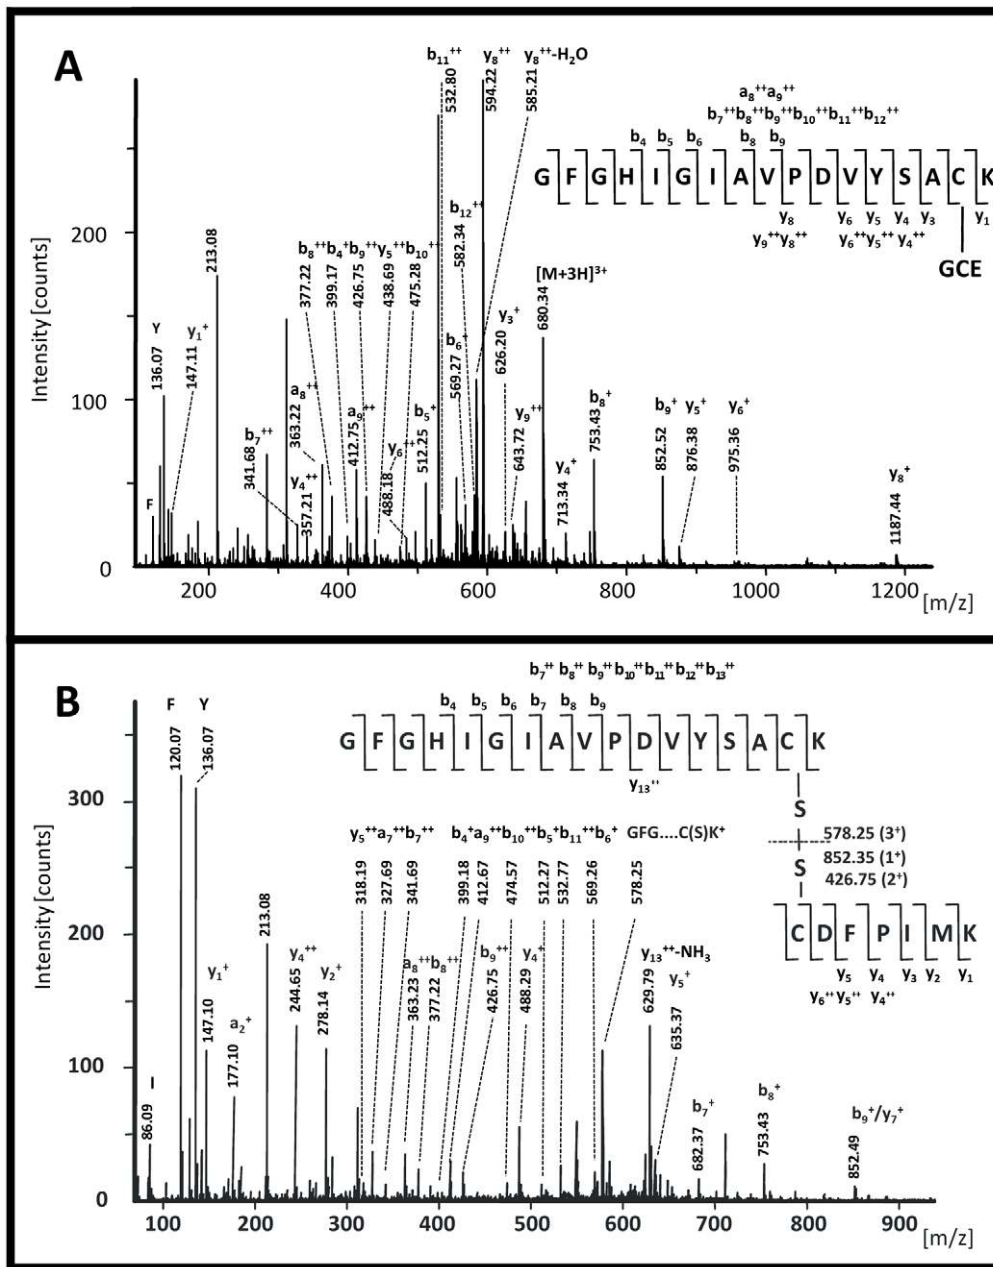 A
b₁₁⁺⁺ y₈⁺⁺ y₈⁺⁺-H₂O
532.80 594.22 585.21
a₈⁺⁺a₉⁺⁺
b₇⁺⁺b₈⁺⁺b₉⁺⁺b₁₀⁺⁺b₁₁⁺⁺b₁₂⁺⁺
b₄ b₅ b₆ b₈ b₉
G F G H I G I A V P D V Y S A C K
y₈ y₆ y₅ y₄ y₃ y₁
y₉⁺⁺y₈⁺⁺ y₆⁺⁺y₅⁺⁺ y₄⁺⁺
GCE
b₁₂⁺⁺
582.34
200
213.08
b₈⁺⁺b₄⁺b₉⁺⁺y₅⁺⁺b₁₀⁺⁺
377.22 399.17 426.75 438.69 475.28
[M+3H]³⁺
680.34
Y
136.07
y₁⁺
147.11
y₃⁺
626.20
b₆⁺
569.27
Intensity [counts]
100
a₈⁺⁺
363.22
a₉⁺⁺
412.75
b₅⁺
512.25
y₉⁺⁺
643.72
b₈⁺
753.43
b₉⁺
852.52
y₅⁺
876.38
y₆⁺
975.36
b₇⁺⁺
341.68
y₄⁺⁺
357.21
y₆⁺⁺
488.18
y₄⁺
713.34
y₈⁺
1187.44
F
0
200 400 600 800 1000 1200
[m/z]
B
b₇⁺⁺ b₈⁺⁺ b₉⁺⁺b₁₀⁺⁺b₁₁⁺⁺b₁₂⁺⁺b₁₃⁺⁺
b₄ b₅ b₆ b₇ b₈ b₉
G F G H I G I A V P D V Y S A C K
y₁₃⁺⁺
S
578.25 (3⁺)
852.35 (1⁺)
S
426.75 (2⁺)
C D F P I M K
y₅ y₄ y₃ y₂ y₁
y₆⁺⁺ y₅⁺⁺ y₄⁺⁺
F Y
120.07 136.07
300
y₅⁺⁺a₇⁺⁺b₇⁺⁺ b₄⁺a₉⁺⁺b₁₀⁺⁺b₅⁺b₁₁⁺⁺b₆⁺ GFG....C(S)K⁺
318.19 327.69 341.69 399.18 412.67 474.57 512.27 532.77 569.26 578.25
Intensity [counts]
200
213.08
y₄⁺⁺
244.65
y₂⁺
278.14
a₈⁺⁺b₈⁺⁺
363.23 377.22
b₉⁺⁺
426.75
y₄⁺
488.29
y₁₃⁺⁺-NH₃
629.79
y₅⁺
635.37
y₁⁺
147.10
a₂⁺
177.10
100
I
86.09
b₇⁺
682.37
b₈⁺
753.43
b₉⁺/y₇⁺
852.49
0
100 200 300 400 500 600 700 800 900
[m/z]